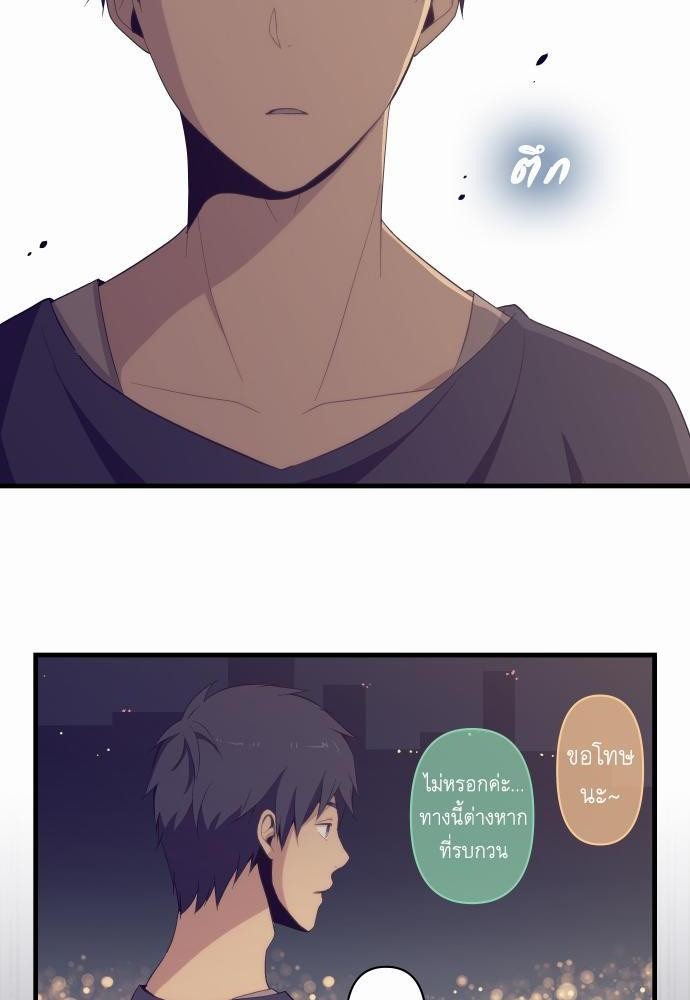 ตึก
ขอโทษ
นะ~
ไม่หรอกค่ะ...
ทางนี้ต่างหาก
ที่รบกวน